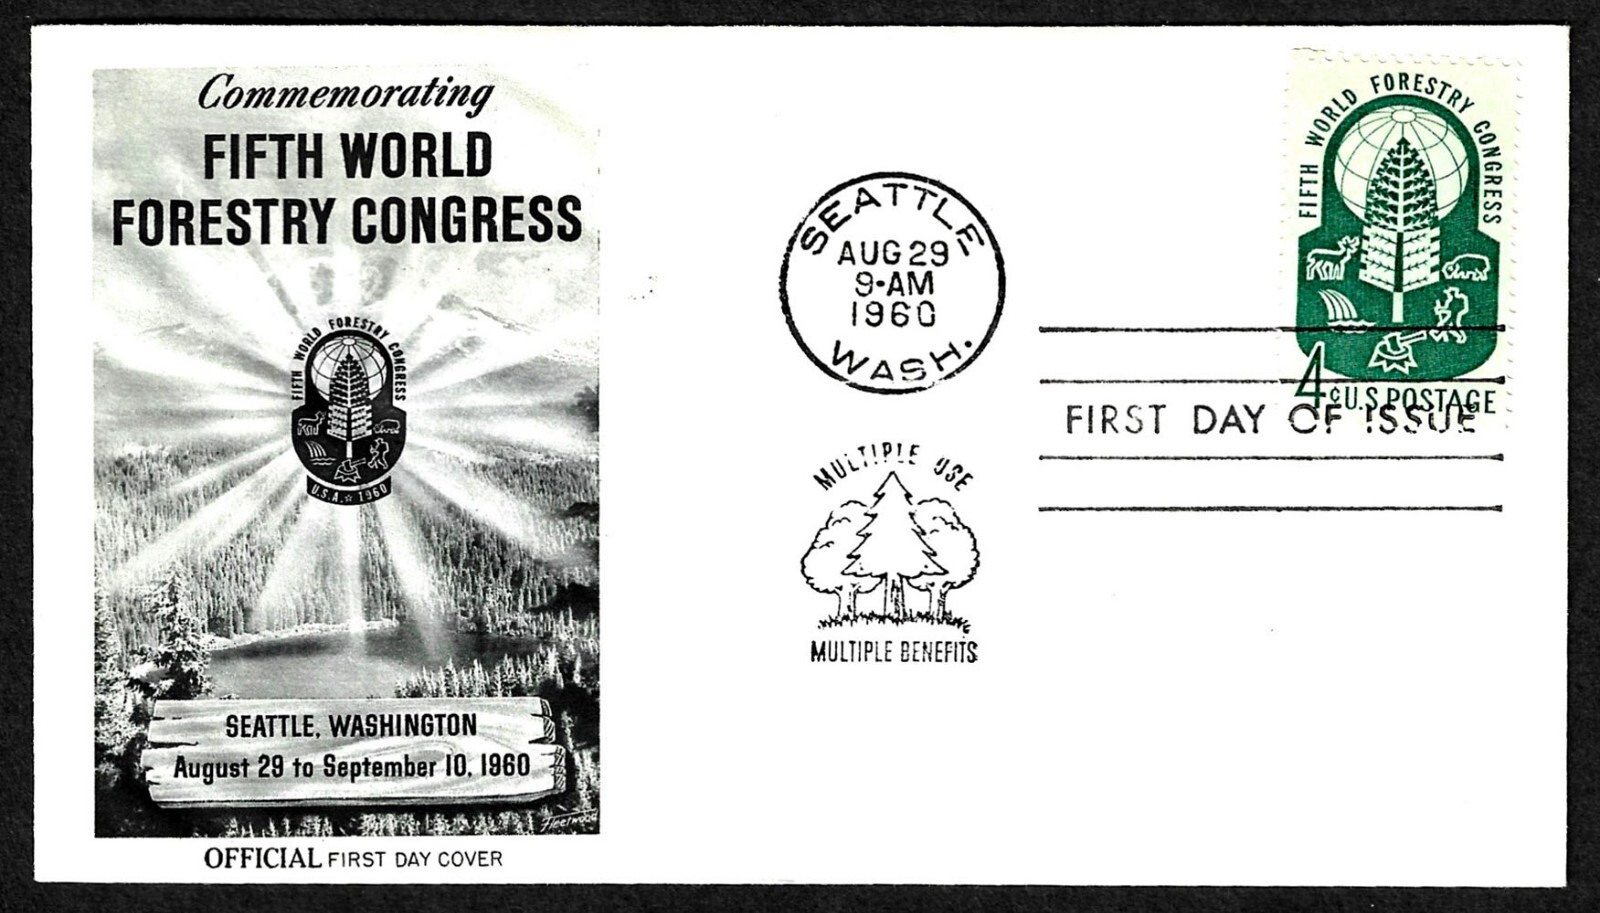 Commemorating
FIFTH WORLD
FORESTRY CONGRESS
FIFTH WORLD FORESTRY CONGRESS
U.S.A. ☆ 1960
SEATTLE, WASHINGTON
August 29 to September 10, 1960
Fleetwood
OFFICIAL FIRST DAY COVER
SEATTLE
AUG 29
9-AM
1960
WASH.
MULTIPLE USE
MULTIPLE BENEFITS
FIFTH WORLD FORESTRY CONGRESS
4¢ U.S. POSTAGE
FIRST DAY OF ISSUE